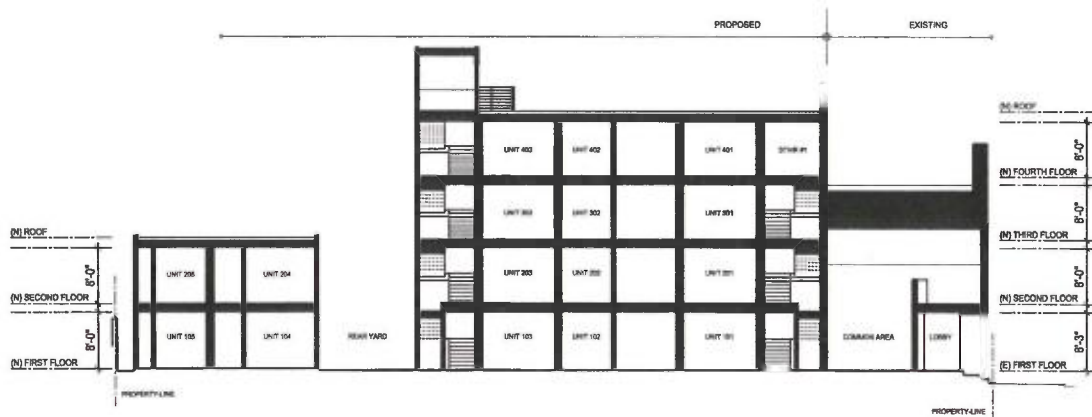 PROPOSED
EXISTING
(N) ROOF
8'-0"
(N) FOURTH FLOOR
8'-0"
(N) THIRD FLOOR
8'-0"
(N) SECOND FLOOR
8'-3"
(E) FIRST FLOOR
PROPERTY-LINE
UNIT 403
UNIT 402
UNIT 401
STAIR #1
UNIT 302
UNIT 301
UNIT 203
UNIT 201
UNIT 103
UNIT 102
UNIT 101
COMMON AREA
LOBBY
REAR YARD
(N) ROOF
8'-0"
(N) SECOND FLOOR
8'-0"
(N) FIRST FLOOR
UNIT 204
UNIT 105
UNIT 104
PROPERTY-LINE